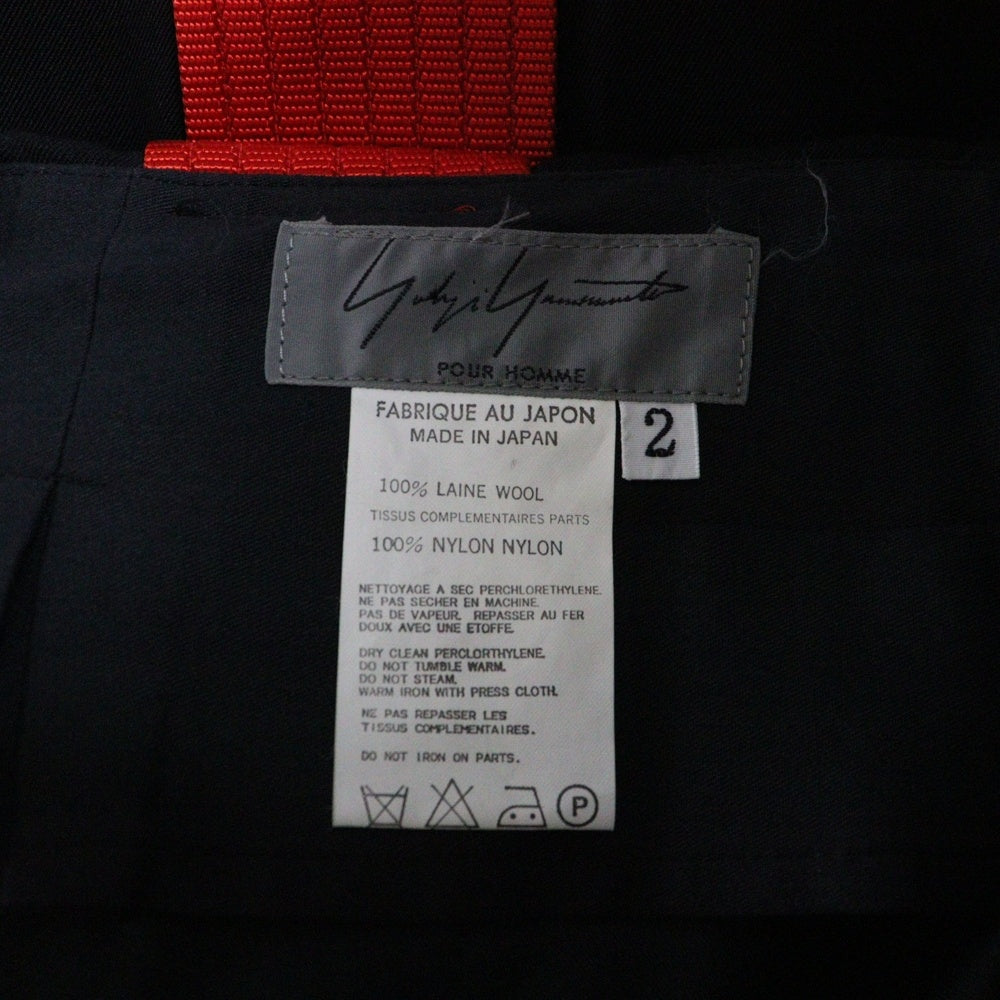 Yohji Yamamoto
POUR HOMME
2
FABRIQUE AU JAPON
MADE IN JAPAN
100% LAINE WOOL
TISSUS COMPLEMENTAIRES PARTS
100% NYLON NYLON
NETTOYAGE A SEC PERCHLORETHYLENE.
NE PAS SECHER EN MACHINE.
PAS DE VAPEUR. REPASSER AU FER
DOUX AVEC UNE ETOFFE.
DRY CLEAN PERCLORTHYLENE.
DO NOT TUMBLE WARM.
DO NOT STEAM.
WARM IRON WITH PRESS CLOTH.
NE PAS REPASSER LES
TISSUS COMPLEMENTAIRES.
DO NOT IRON ON PARTS.
P